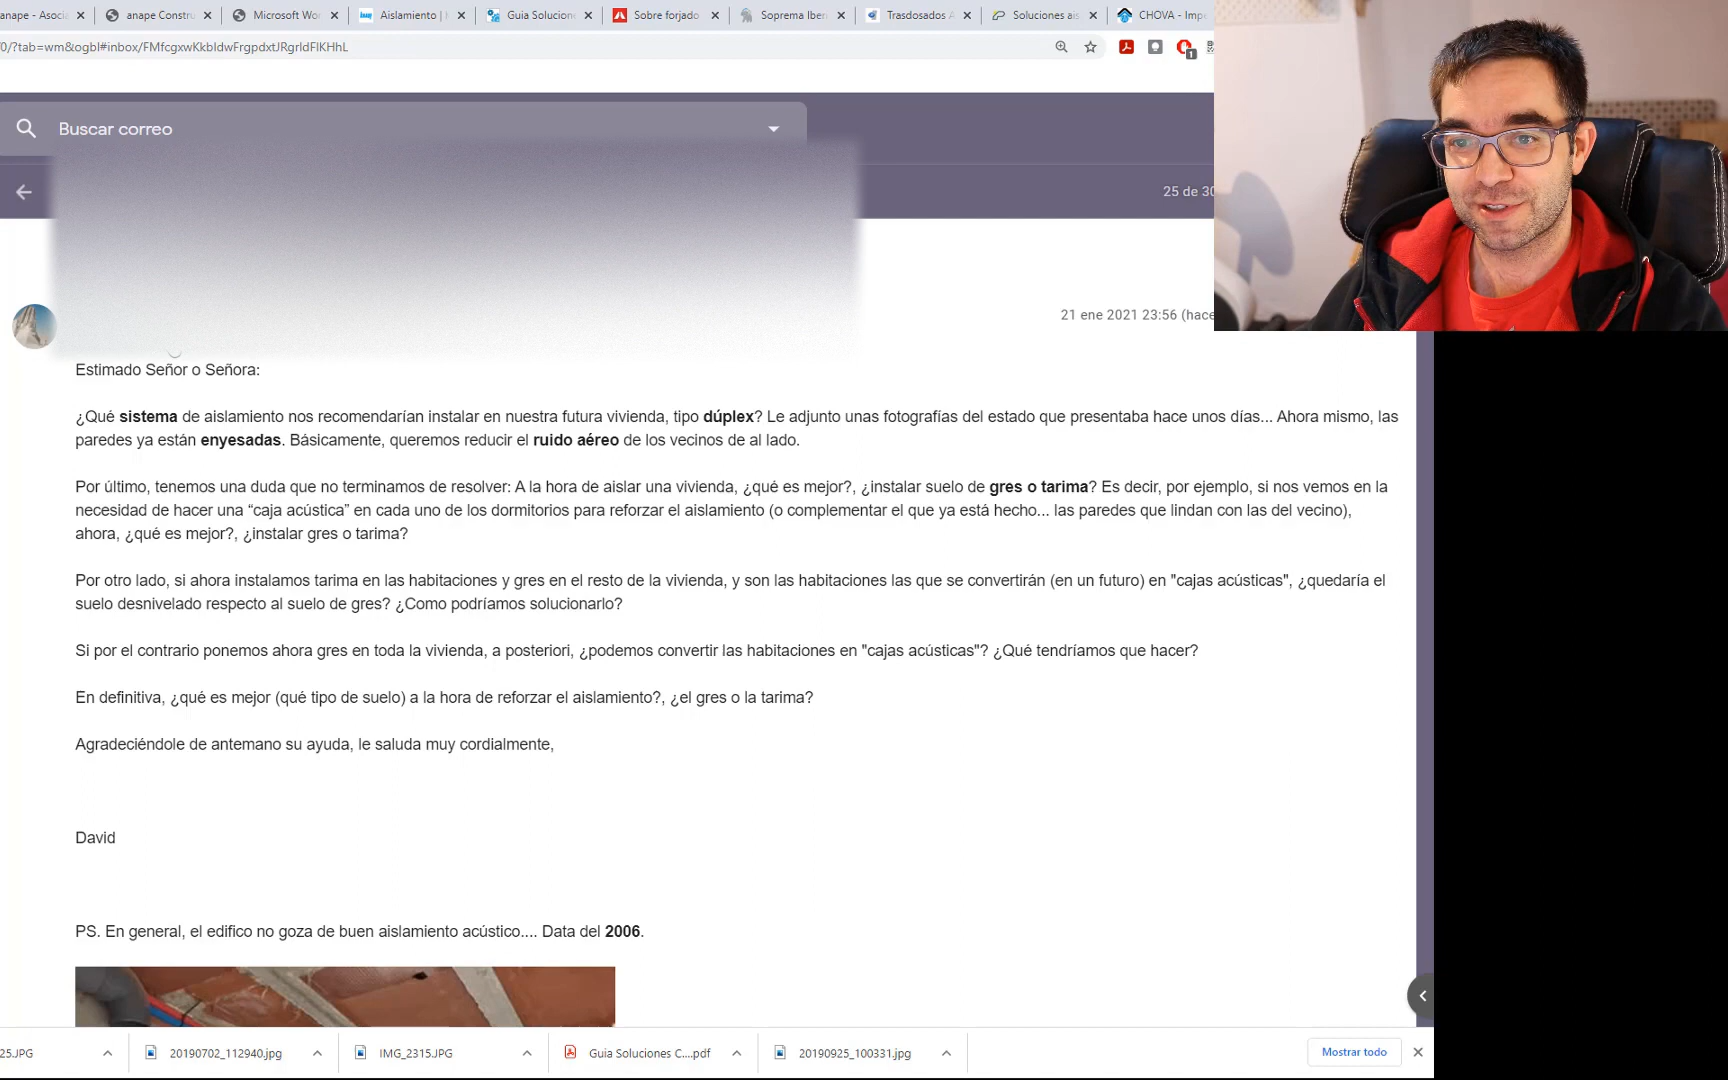 anape - Asoci
anape Constru
Microsoft Wo
Aislamiento |
Guia Solucione
Sobre forjado
Soprema Iber
Trasdosados A
Soluciones ais
CHOVA - Impe
0/?tab=wm&ogbl#inbox/FMfcgxwKkbldwFrgpdxtJRgrldFlKHhL
1
Buscar correo
25 de 30
21 ene 2021 23:56 (hace
Estimado Señor o Señora:
¿Qué sistema de aislamiento nos recomendarían instalar en nuestra futura vivienda, tipo dúplex? Le adjunto unas fotografías del estado que presentaba hace unos días... Ahora mismo, las
paredes ya están enyesadas. Básicamente, queremos reducir el ruido aéreo de los vecinos de al lado.
Por último, tenemos una duda que no terminamos de resolver: A la hora de aislar una vivienda, ¿qué es mejor?, ¿instalar suelo de gres o tarima? Es decir, por ejemplo, si nos vemos en la
necesidad de hacer una “caja acústica” en cada uno de los dormitorios para reforzar el aislamiento (o complementar el que ya está hecho... las paredes que lindan con las del vecino),
ahora, ¿qué es mejor?, ¿instalar gres o tarima?
Por otro lado, si ahora instalamos tarima en las habitaciones y gres en el resto de la vivienda, y son las habitaciones las que se convertirán (en un futuro) en "cajas acústicas", ¿quedaría el
suelo desnivelado respecto al suelo de gres? ¿Como podríamos solucionarlo?
Si por el contrario ponemos ahora gres en toda la vivienda, a posteriori, ¿podemos convertir las habitaciones en "cajas acústicas"? ¿Qué tendríamos que hacer?
En definitiva, ¿qué es mejor (qué tipo de suelo) a la hora de reforzar el aislamiento?, ¿el gres o la tarima?
Agradeciéndole de antemano su ayuda, le saluda muy cordialmente,
David
PS. En general, el edifico no goza de buen aislamiento acústico.... Data del 2006.
25.JPG
20190702_112940.jpg
IMG_2315.JPG
Guia Soluciones C....pdf
20190925_100331.jpg
Mostrar todo